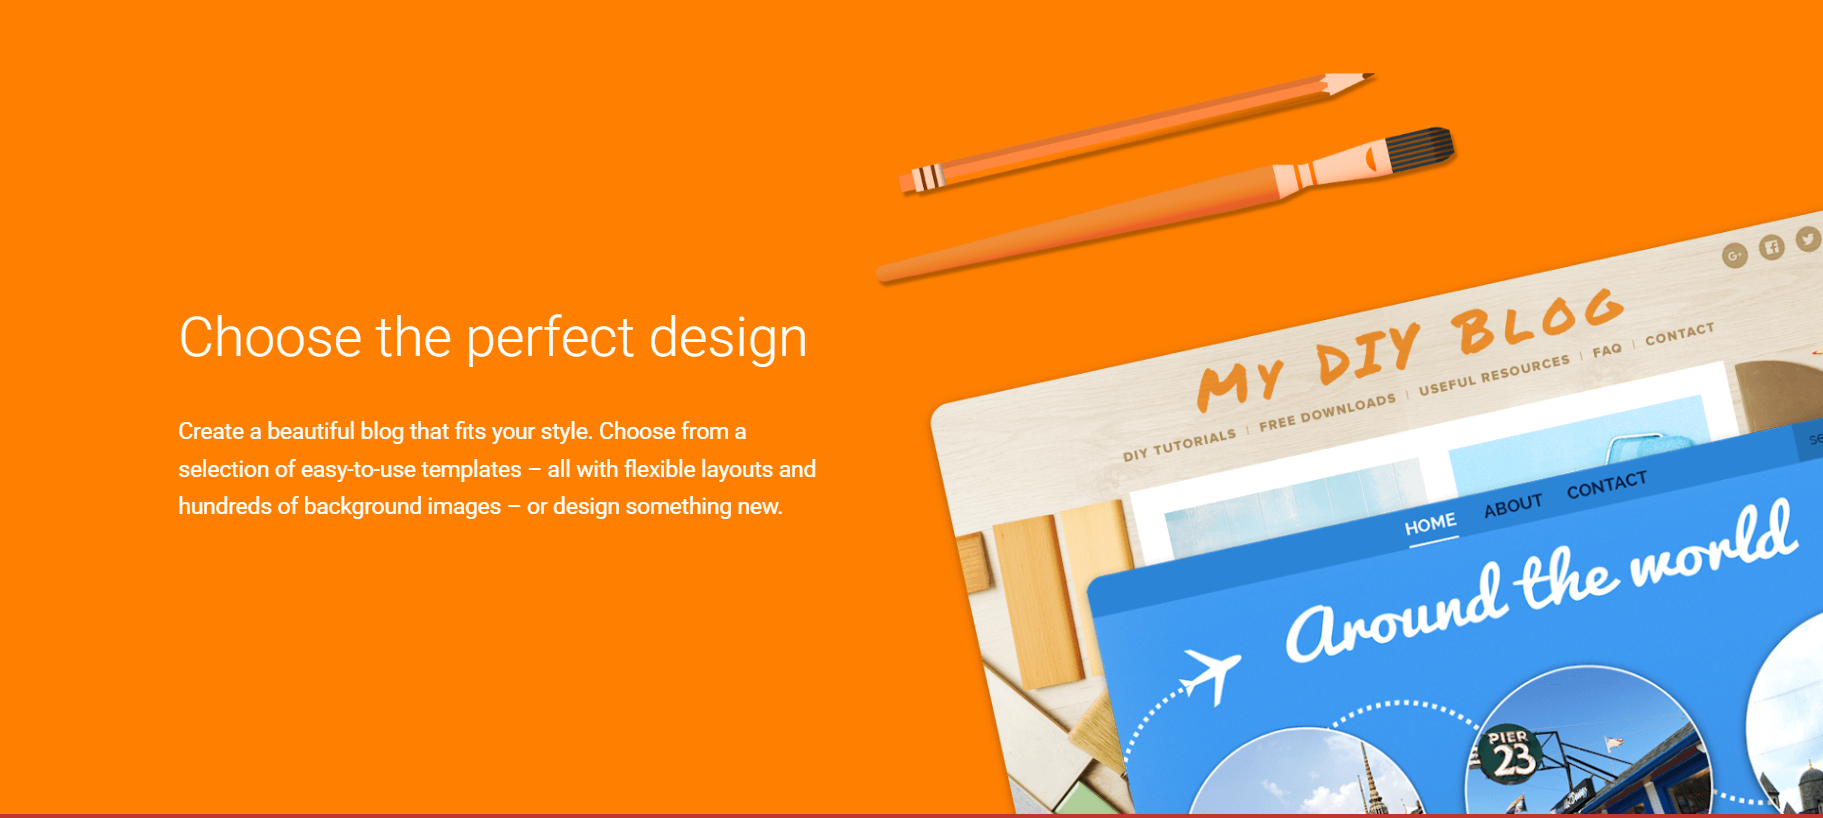 Choose the perfect design
Create a beautiful blog that fits your style. Choose from a
selection of easy-to-use templates – all with flexible layouts and
hundreds of background images – or design something new.
My DIY Blog
DIY TUTORIALS | FREE DOWNLOADS | USEFUL RESOURCES | FAQ | CONTACT
HOME ABOUT CONTACT
Around the world
PIER
23